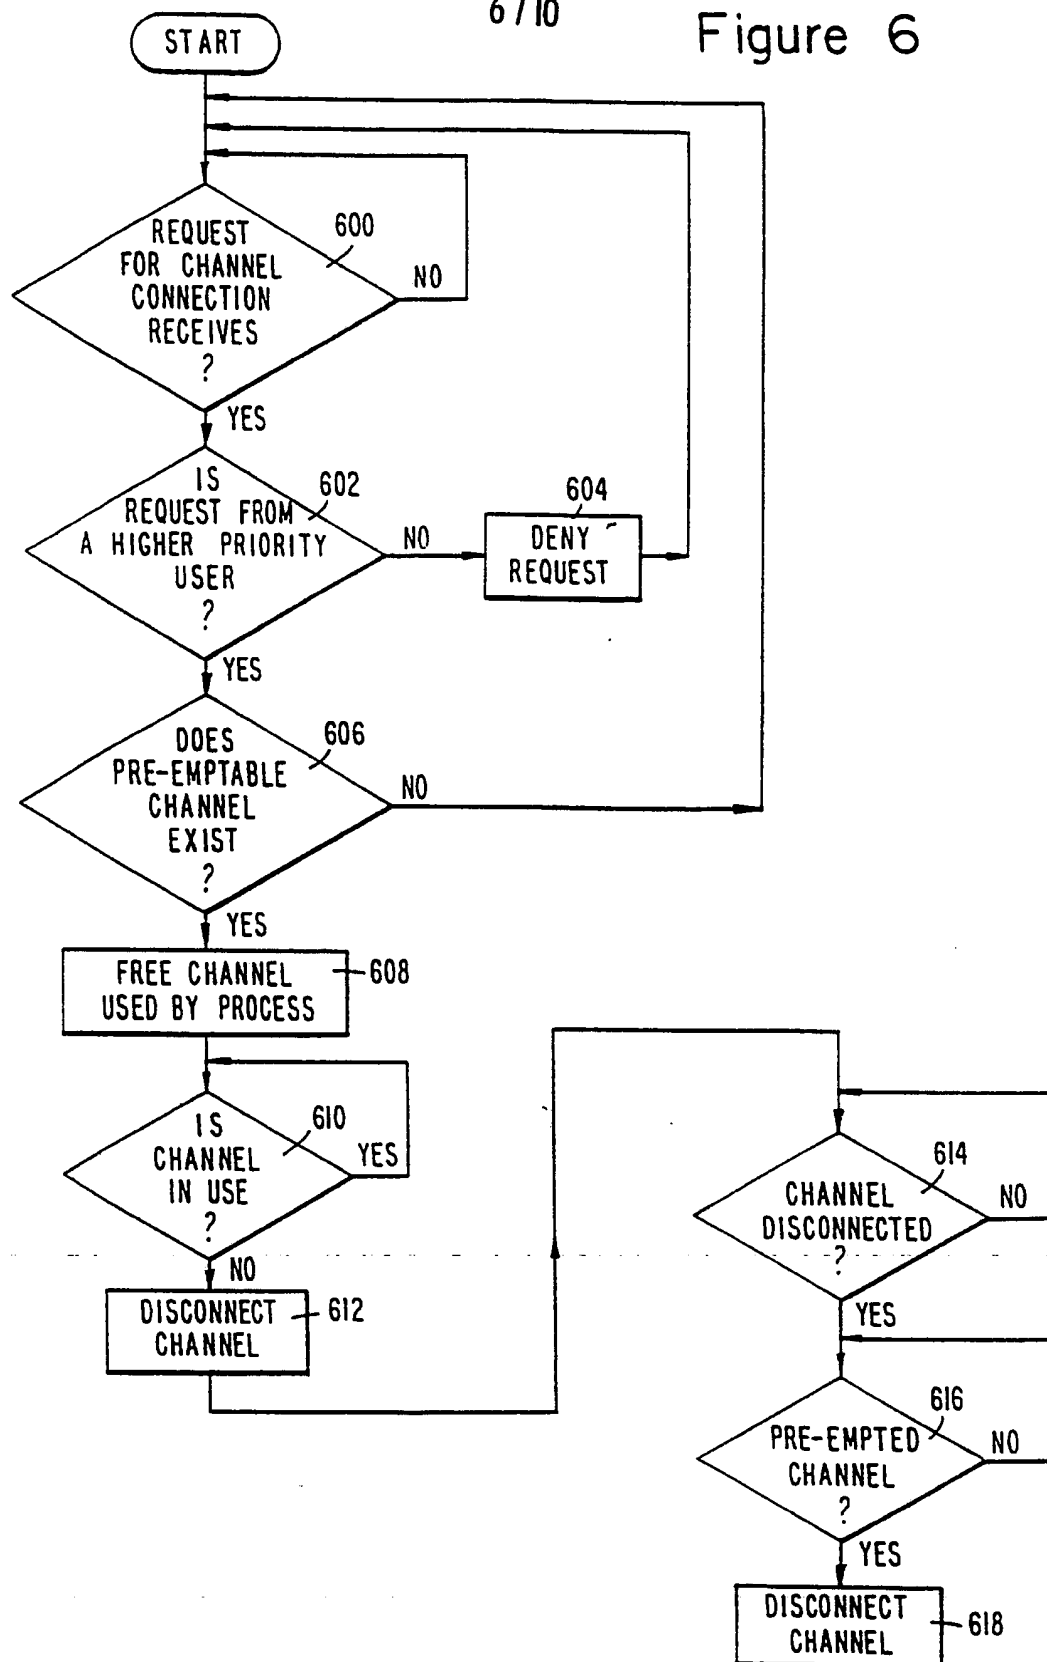 6/10
Figure 6
START
REQUEST
FOR CHANNEL
CONNECTION
RECEIVES
?
600
NO
YES
IS
REQUEST FROM
A HIGHER PRIORITY
USER
?
602
NO
604
DENY
REQUEST
YES
DOES
PRE-EMPTABLE
CHANNEL
EXIST
?
606
NO
YES
FREE CHANNEL
USED BY PROCESS
608
IS
CHANNEL
IN USE
?
610
YES
NO
DISCONNECT
CHANNEL
612
CHANNEL
DISCONNECTED
?
614
NO
YES
PRE-EMPTED
CHANNEL
?
616
NO
YES
DISCONNECT
CHANNEL
618